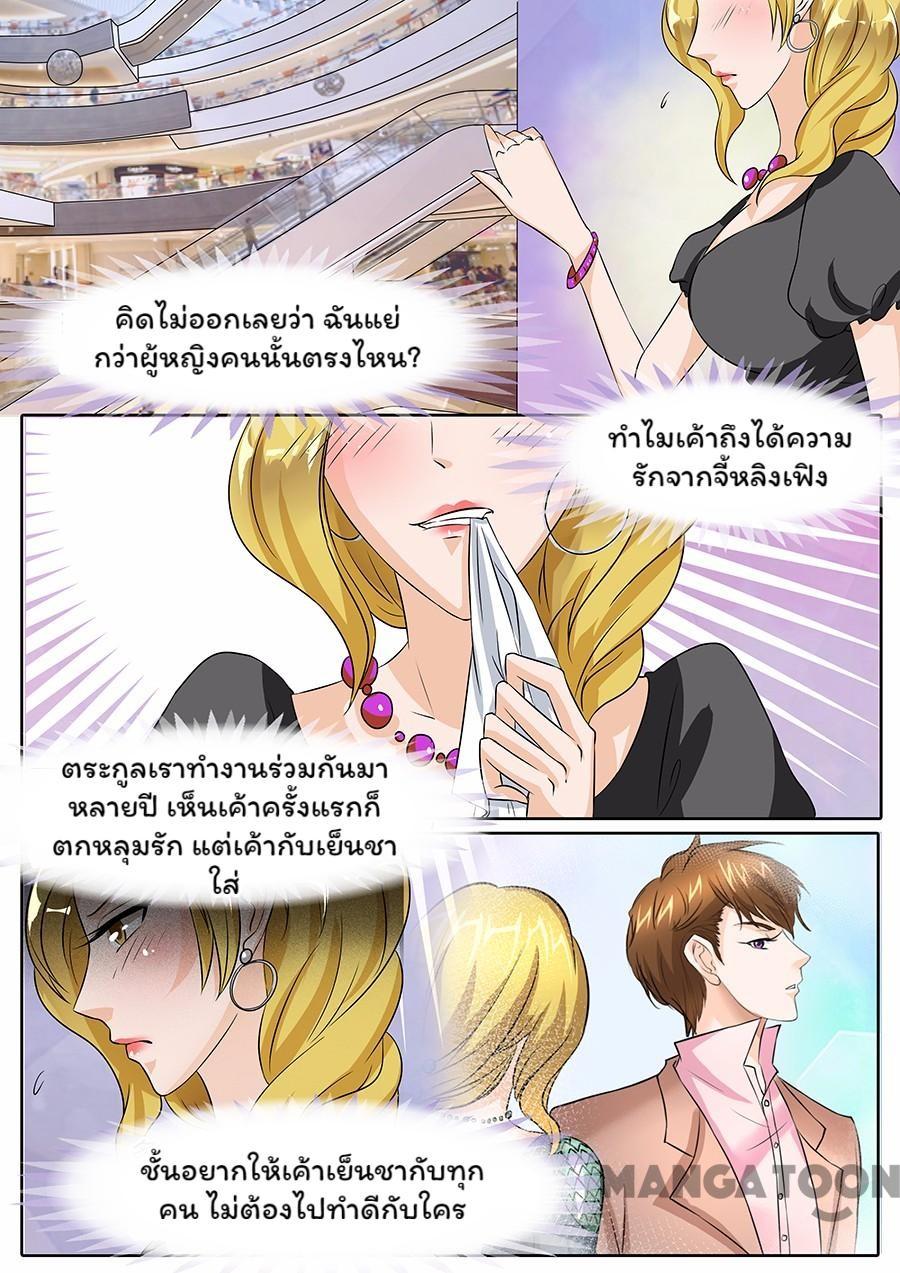 คิดไม่ออกเลยว่า ฉันแย่
กว่าผู้หญิงคนนั้นตรงไหน?
ทำไมเค้าถึงได้ความ
รักจากจี้หลิงเฟิง
ตระกูลเราทำงานร่วมกันมา
หลายปี เห็นเค้าครั้งแรกก็
ตกหลุมรัก แต่เค้ากับเย็นชา
ใส่
ชั้นอยากให้เค้าเย็นชากับทุก
คน ไม่ต้องไปทำดีกับใคร
MANGATOON